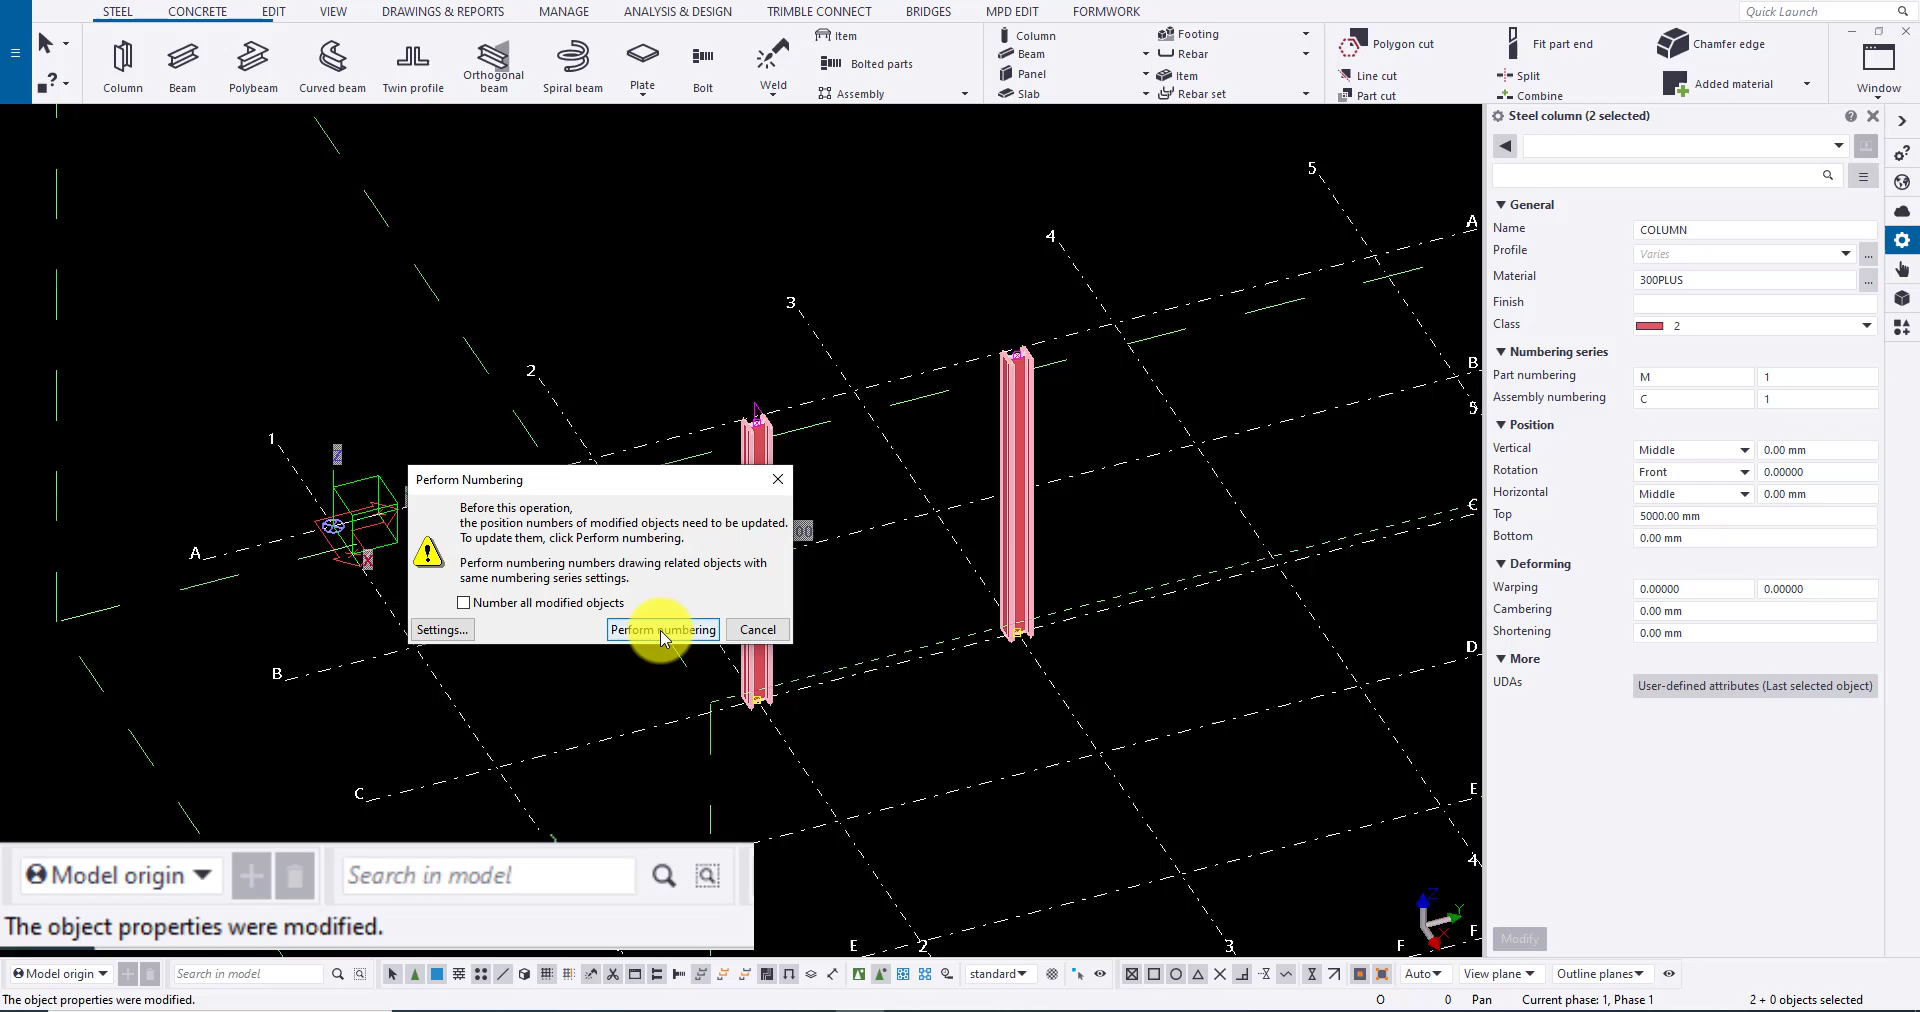 STEEL CONCRETE EDIT VIEW DRAWINGS & REPORTS MANAGE ANALYSIS & DESIGN TRIMBLE CONNECT BRIDGES MPD EDIT FORMWORK Quick Launch
Column
Beam
Polybeam
Curved beam
Twin profile
Orthogonal
beam
Spiral beam
Plate
Bolt
Weld
Item
Bolted parts
Assembly
Column
Beam
Panel
Slab
Footing
Rebar
Item
Rebar set
Polygon cut
Line cut
Part cut
Fit part end
Split
Combine
Chamfer edge
Added material
Window
5
4
3
2
1
A
B
5
C
D
E
4
F
A
B
C
E
2
3
F
Z
X
00
Z
Y
X
Perform Numbering
Before this operation,
the position numbers of modified objects need to be updated.
To update them, click Perform numbering.
Perform numbering numbers drawing related objects with
same numbering series settings.
Number all modified objects
Settings...
Perform numbering
Cancel
Steel column (2 selected)
General
Name COLUMN
Profile Varies ...
Material 300PLUS ...
Finish
Class 2
Numbering series
Part numbering M 1
Assembly numbering C 1
Position
Vertical Middle 0.00 mm
Rotation Front 0.00000
Horizontal Middle 0.00 mm
Top 5000.00 mm
Bottom 0.00 mm
Deforming
Warping 0.00000 0.00000
Cambering 0.00 mm
Shortening 0.00 mm
More
UDAs User-defined attributes (Last selected object)
Modify
Model origin Search in model
The object properties were modified.
Model origin Search in model standard Auto View plane Outline planes
The object properties were modified. O 0 Pan Current phase: 1, Phase 1 2 + 0 objects selected